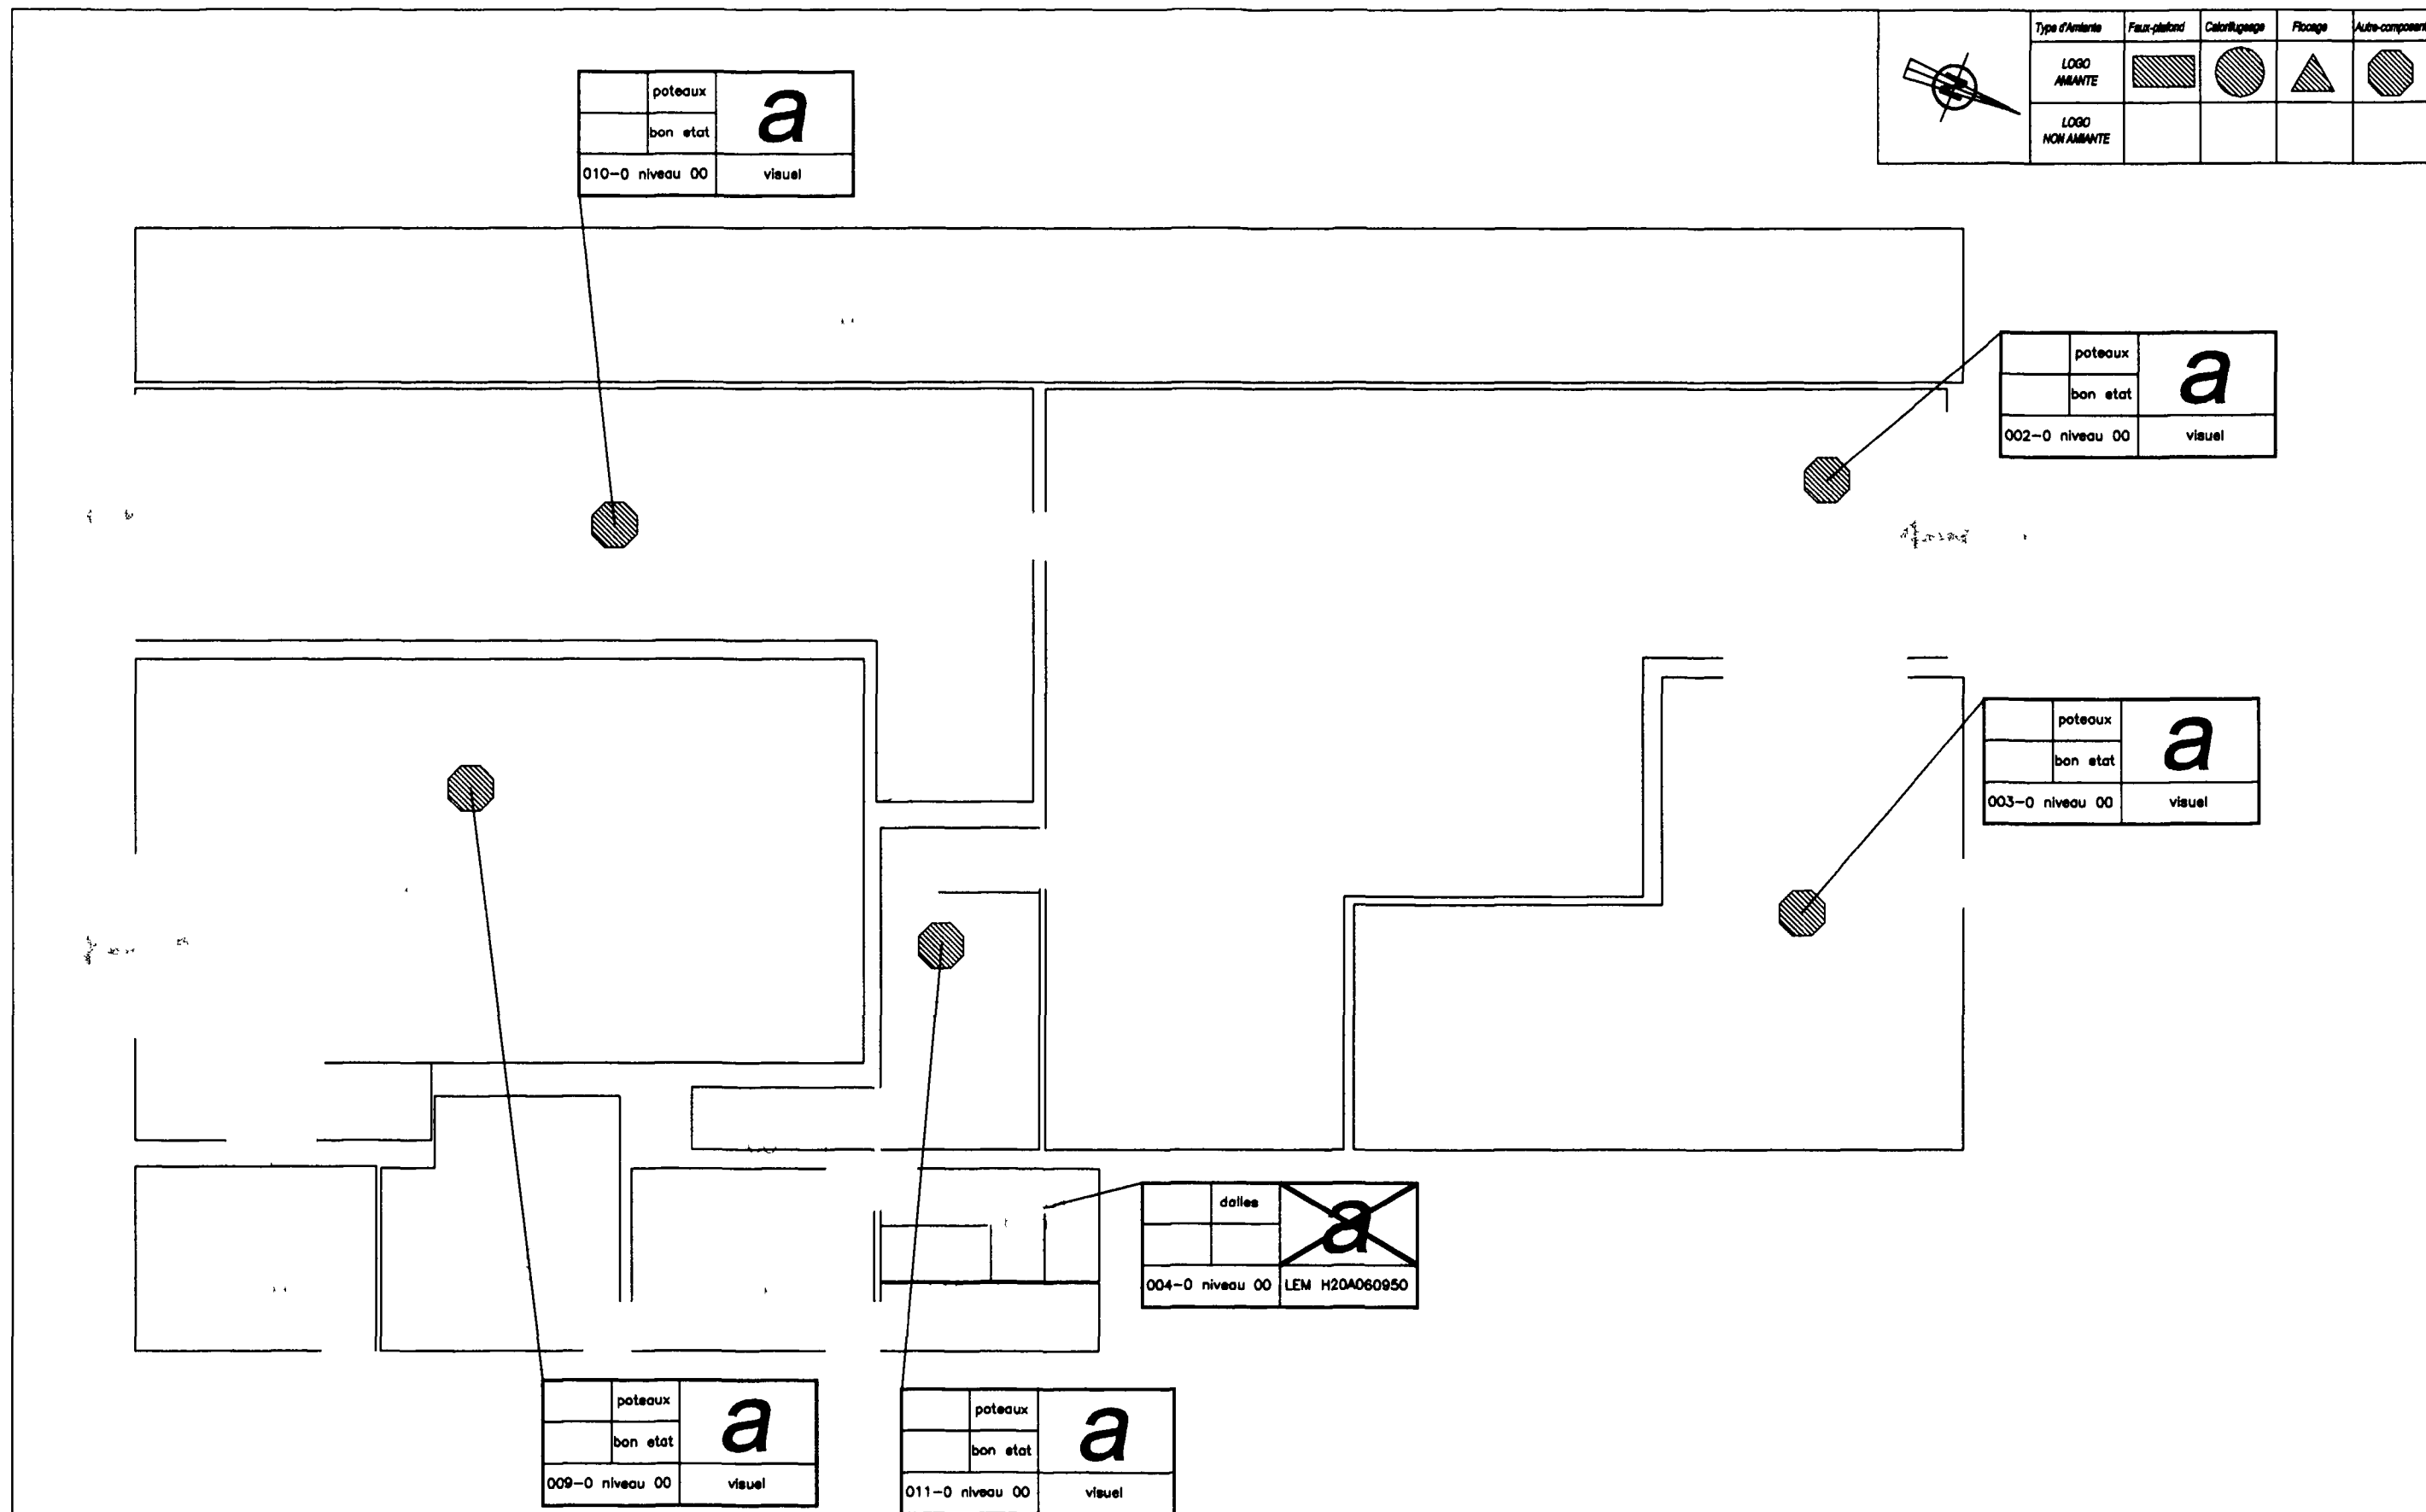 Type d'Amiante Faux-plafond Calorifugeage Flocage Autre-composant
LOGO
AMIANTE
LOGO
NON AMIANTE
poteaux
a
bon etat
010-0 niveau 00 visuel
poteaux
a
bon etat
002-0 niveau 00 visuel
poteaux
a
bon etat
003-0 niveau 00 visuel
dalles
a
004-0 niveau 00 LEM H20A060950
poteaux
a
bon etat
009-0 niveau 00 visuel
poteaux
a
bon etat
011-0 niveau 00 visuel